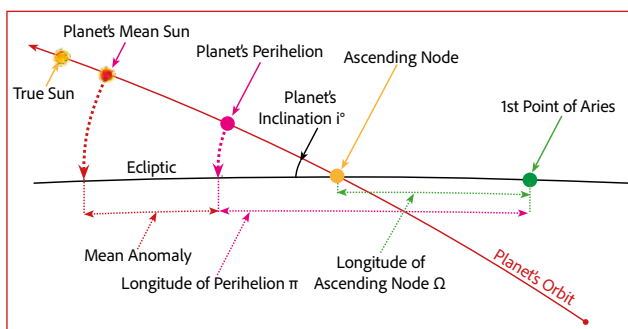 Planet's Mean Sun
Planet's Perihelion
Ascending Node
True Sun
Planet's
Inclination i°
1st Point of Aries
Ecliptic
Mean Anomaly
Longitude of Perihelion π
Longitude of
Ascending Node Ω
Planet's Orbit